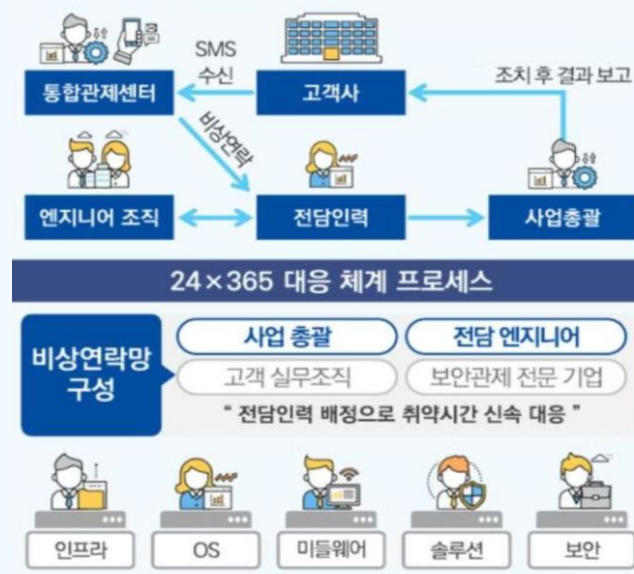 SMS
수신
조치 후 결과 보고
통합관제센터
고객사
비상연락
엔지니어 조직
전담인력
사업총괄
24×365 대응 체계 프로세스
비상연락망
구성
사업 총괄
전담 엔지니어
고객 실무조직
보안관제 전문 기업
“ 전담인력 배정으로 취약시간 신속 대응 ”
인프라
OS
미들웨어
솔루션
보안